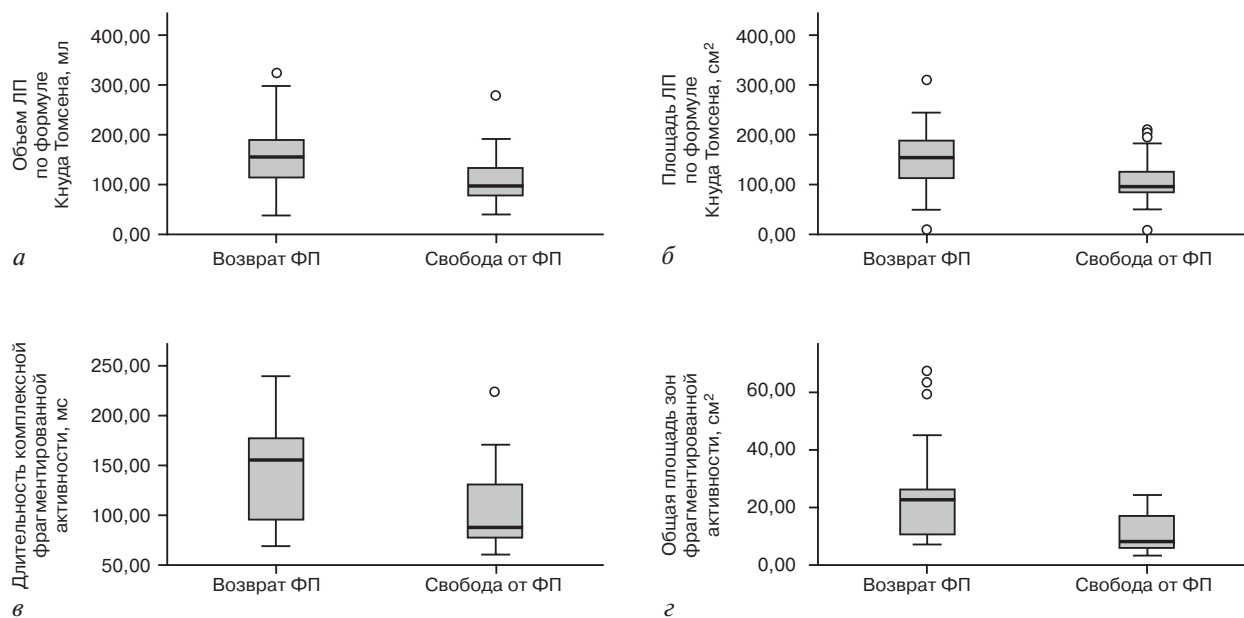 Объем ЛП
по формуле
Кнуда Томсена, мл
400,00
300,00
200,00
100,00
0,00
Возврат ФП
Свобода от ФП
а
Площадь ЛП
по формуле
Кнуда Томсена, см²
400,00
300,00
200,00
100,00
0,00
Возврат ФП
Свобода от ФП
б
Длительность комплексной
фрагментированной
активности, мс
250,00
200,00
150,00
100,00
50,00
Возврат ФП
Свобода от ФП
в
Общая площадь зон
фрагментированной
активности, см²
60,00
40,00
20,00
0,00
Возврат ФП
Свобода от ФП
г